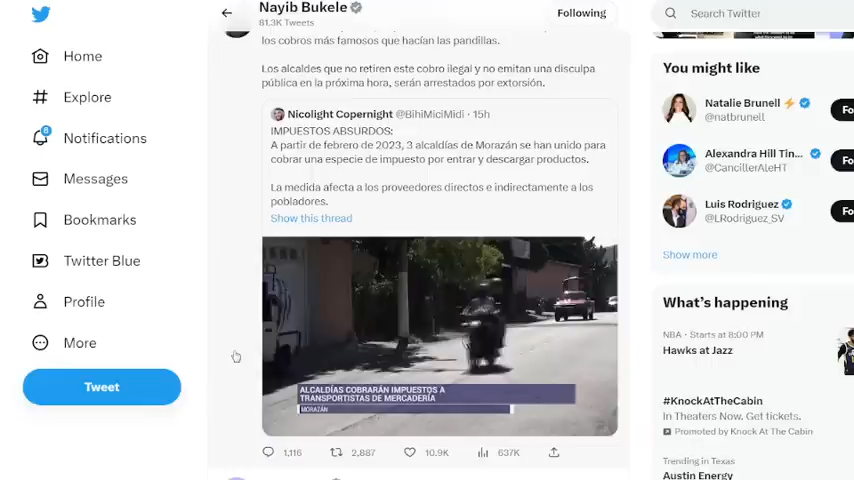 Nayib Bukele
81.3K Tweets
Following
Search Twitter
Home
Explore
8
Notifications
Messages
Bookmarks
Twitter Blue
Profile
More
Tweet
los cobros más famosos que hacían las pandillas.
Los alcaldes que no retiren este cobro ilegal y no emitan una disculpa
pública en la próxima hora, serán arrestados por extorsión.
Nicolight Copernight @BihiMiciMidi · 15h
IMPUESTOS ABSURDOS:
A partir de febrero de 2023, 3 alcaldías de Morazán se han unido para
cobrar una especie de impuesto por entrar y descargar productos.
La medida afecta a los proveedores directos e indirectamente a los
pobladores.
Show this thread
ALCALDÍAS COBRARÁN IMPUESTOS A
TRANSPORTISTAS DE MERCADERÍA
MORAZÁN
1,116
2,887
10.9K
637K
You might like
Natalie Brunell ⚡
@natbrunell
Fo
Alexandra Hill Tin...
@CancillerAleHT
Fo
Luis Rodriguez
@LRodriguez_SV
Fo
Show more
What's happening
NBA · Starts at 8:00 PM
Hawks at Jazz
#KnockAtTheCabin
In Theaters Now. Get tickets.
Promoted by Knock At The Cabin
Trending in Texas
Austin Energy